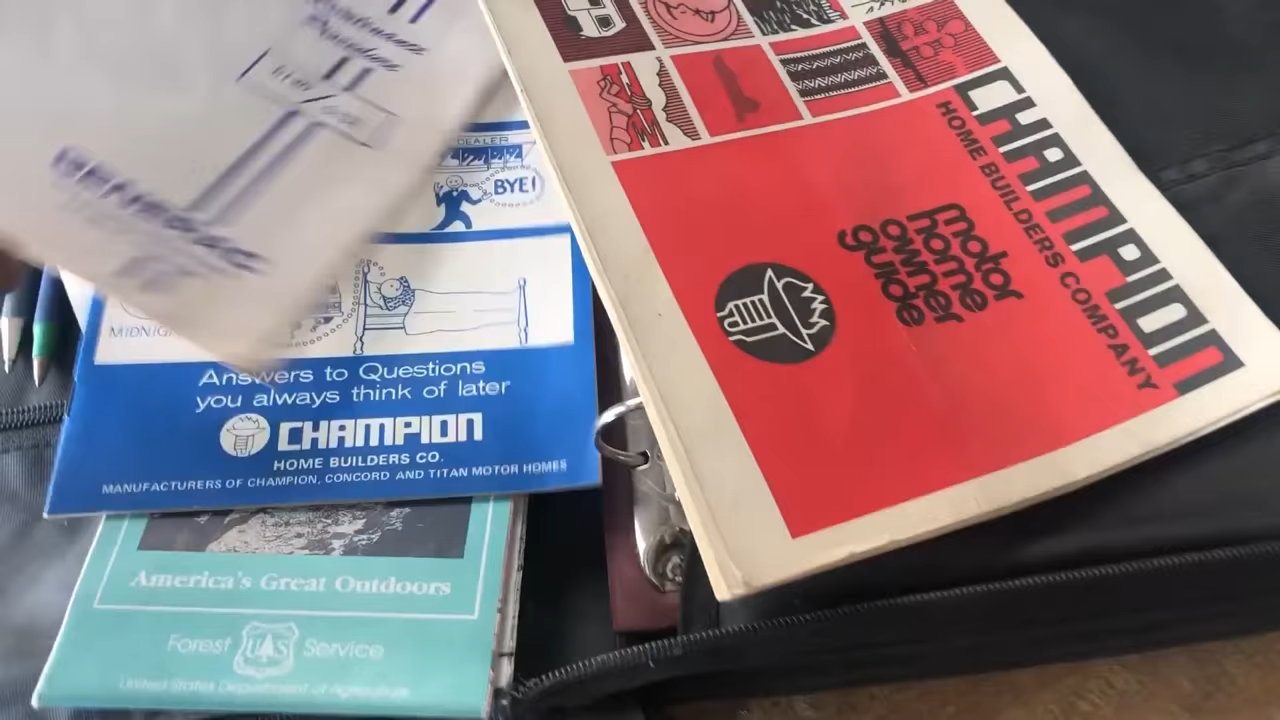 DEALER
BYE!
MIDNIG
Answers to Questions
you always think of later
CHAMPION
HOME BUILDERS CO.
MANUFACTURERS OF CHAMPION, CONCORD AND TITAN MOTOR HOMES
America's Great Outdoors
Forest Service
UAS
United States Department of Agriculture
CHAMPION
HOME BUILDERS COMPANY
motor
home
owner
guide